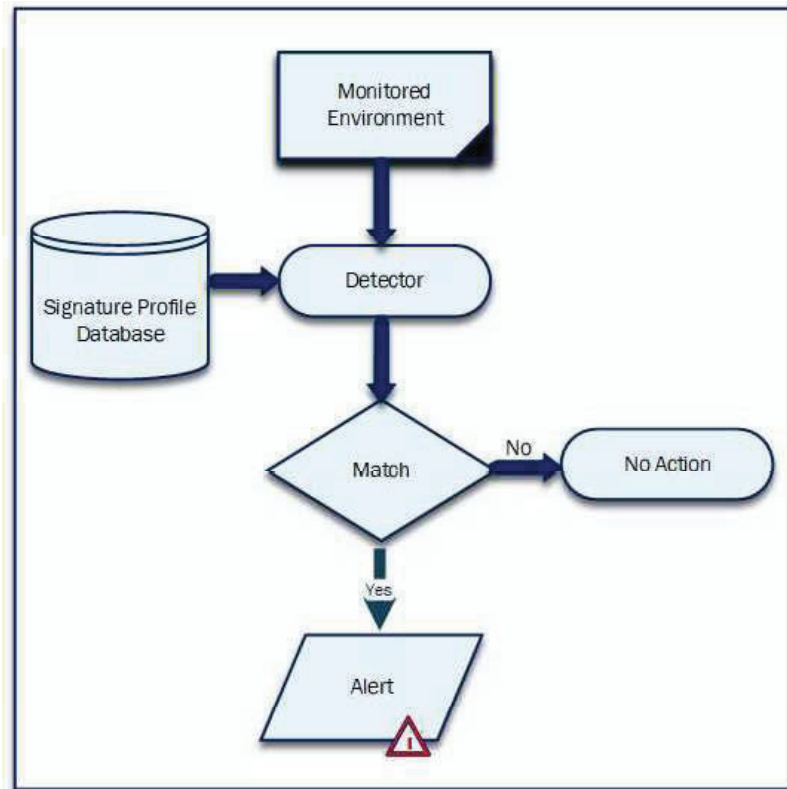 Monitored
Environment
Signature Profile
Database
Detector
Match
No
No Action
Yes
Alert